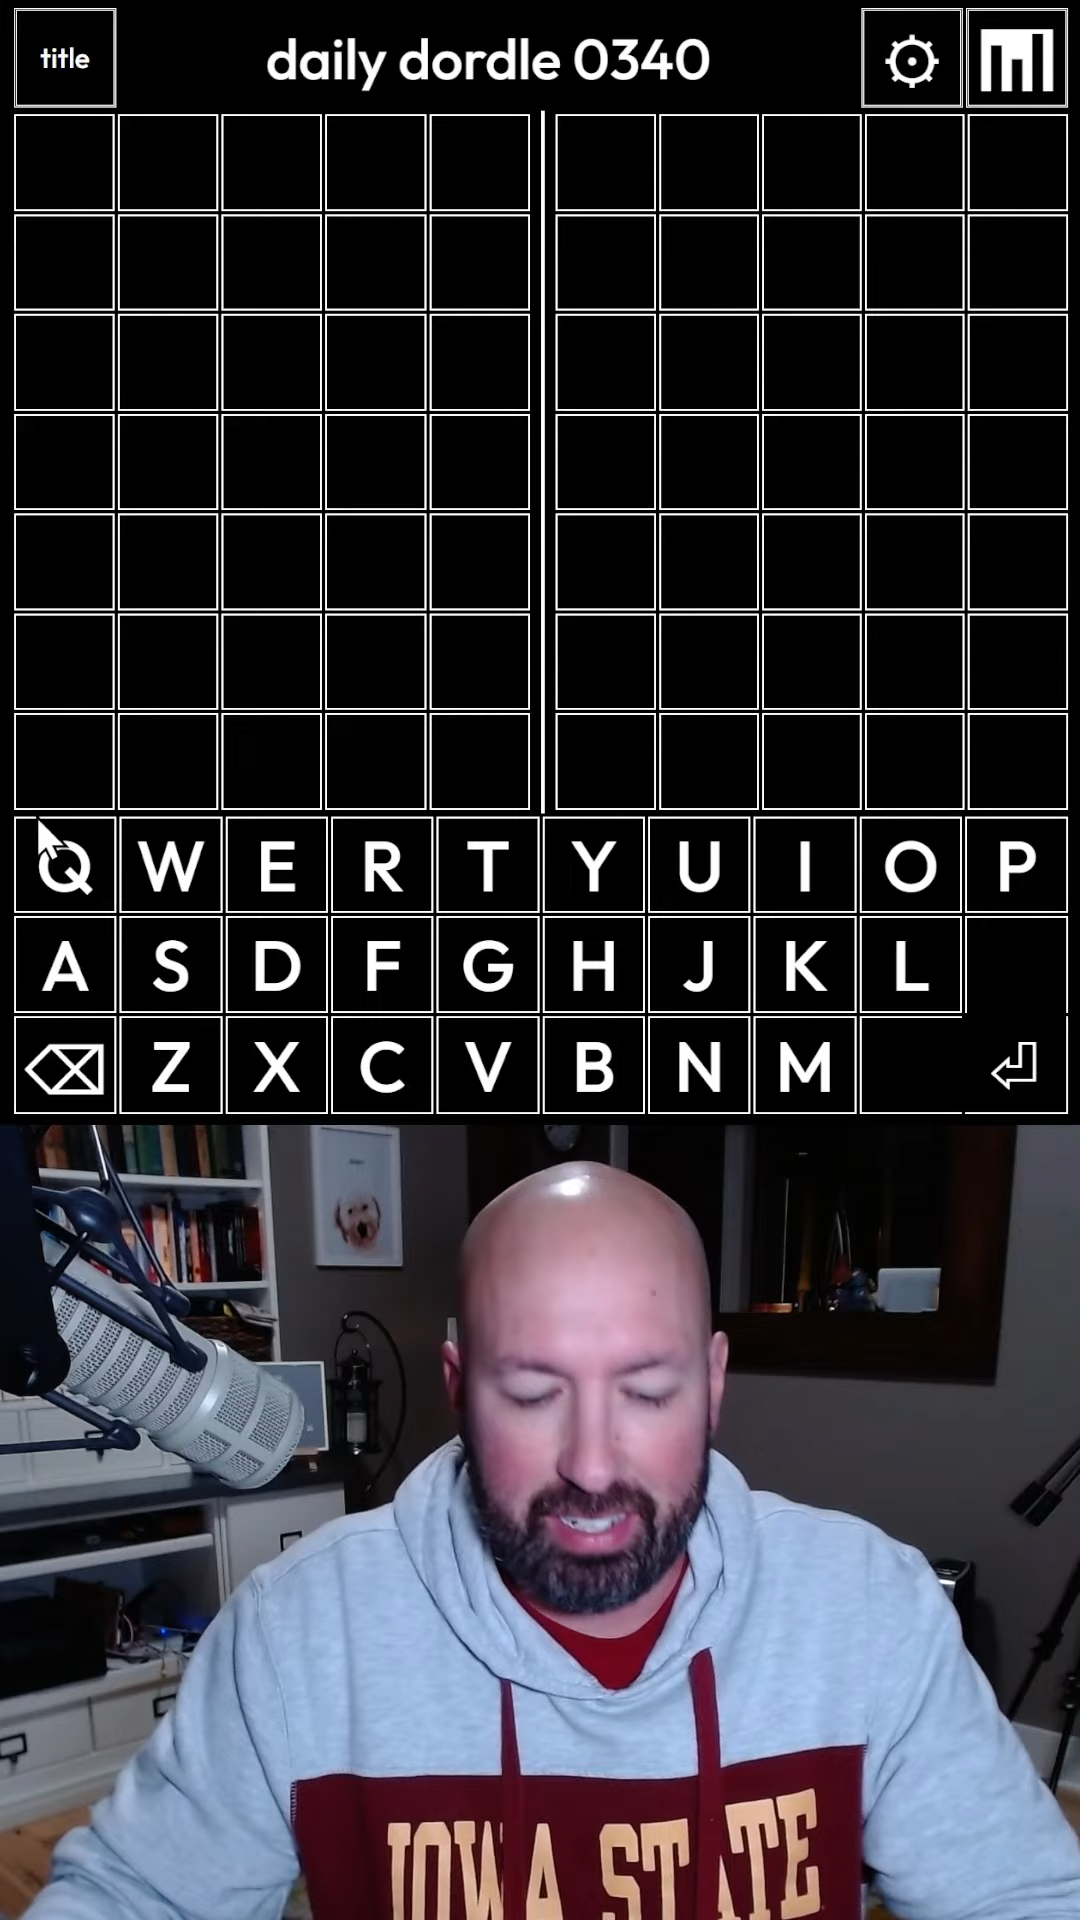 title
daily dordle 0340
Q W E R T Y U I O P
A S D F G H J K L
Z X C V B N M
IOWA STATE